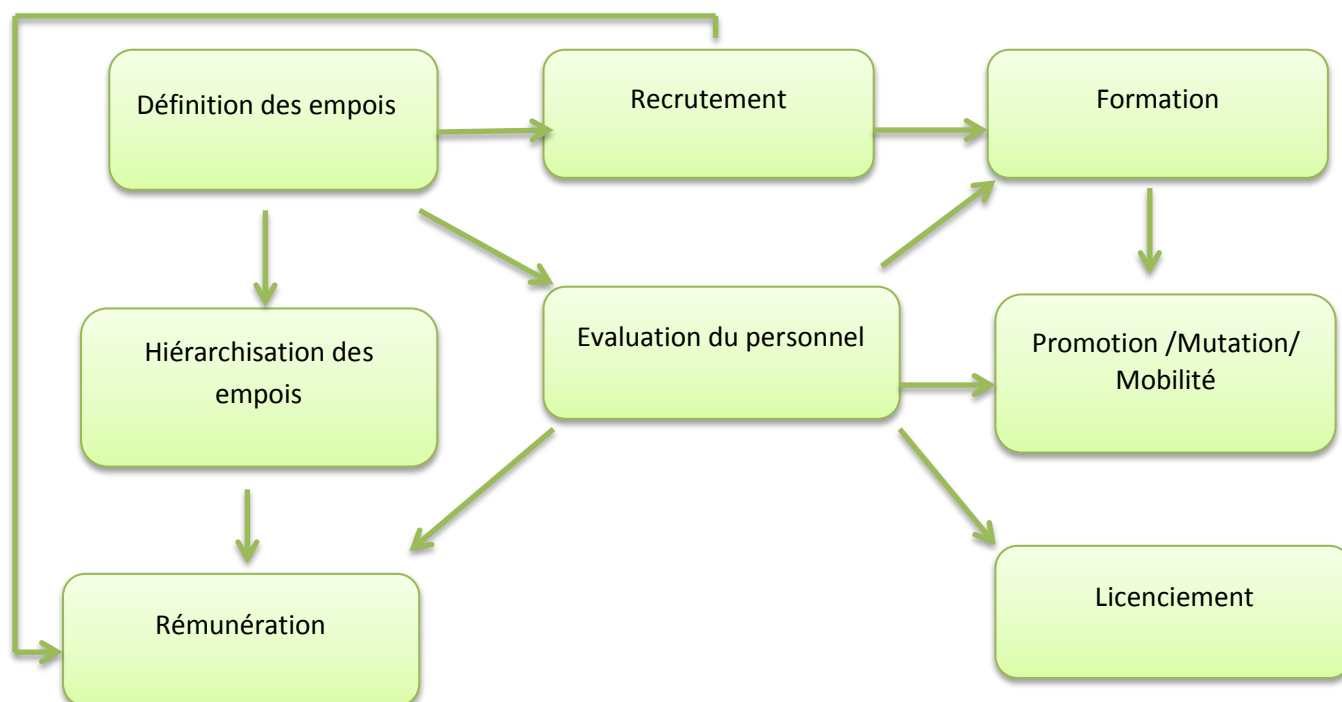 Définition des empois
Recrutement
Formation
Hiérarchisation des
empois
Evaluation du personnel
Promotion /Mutation/
Mobilité
Rémunération
Licenciement